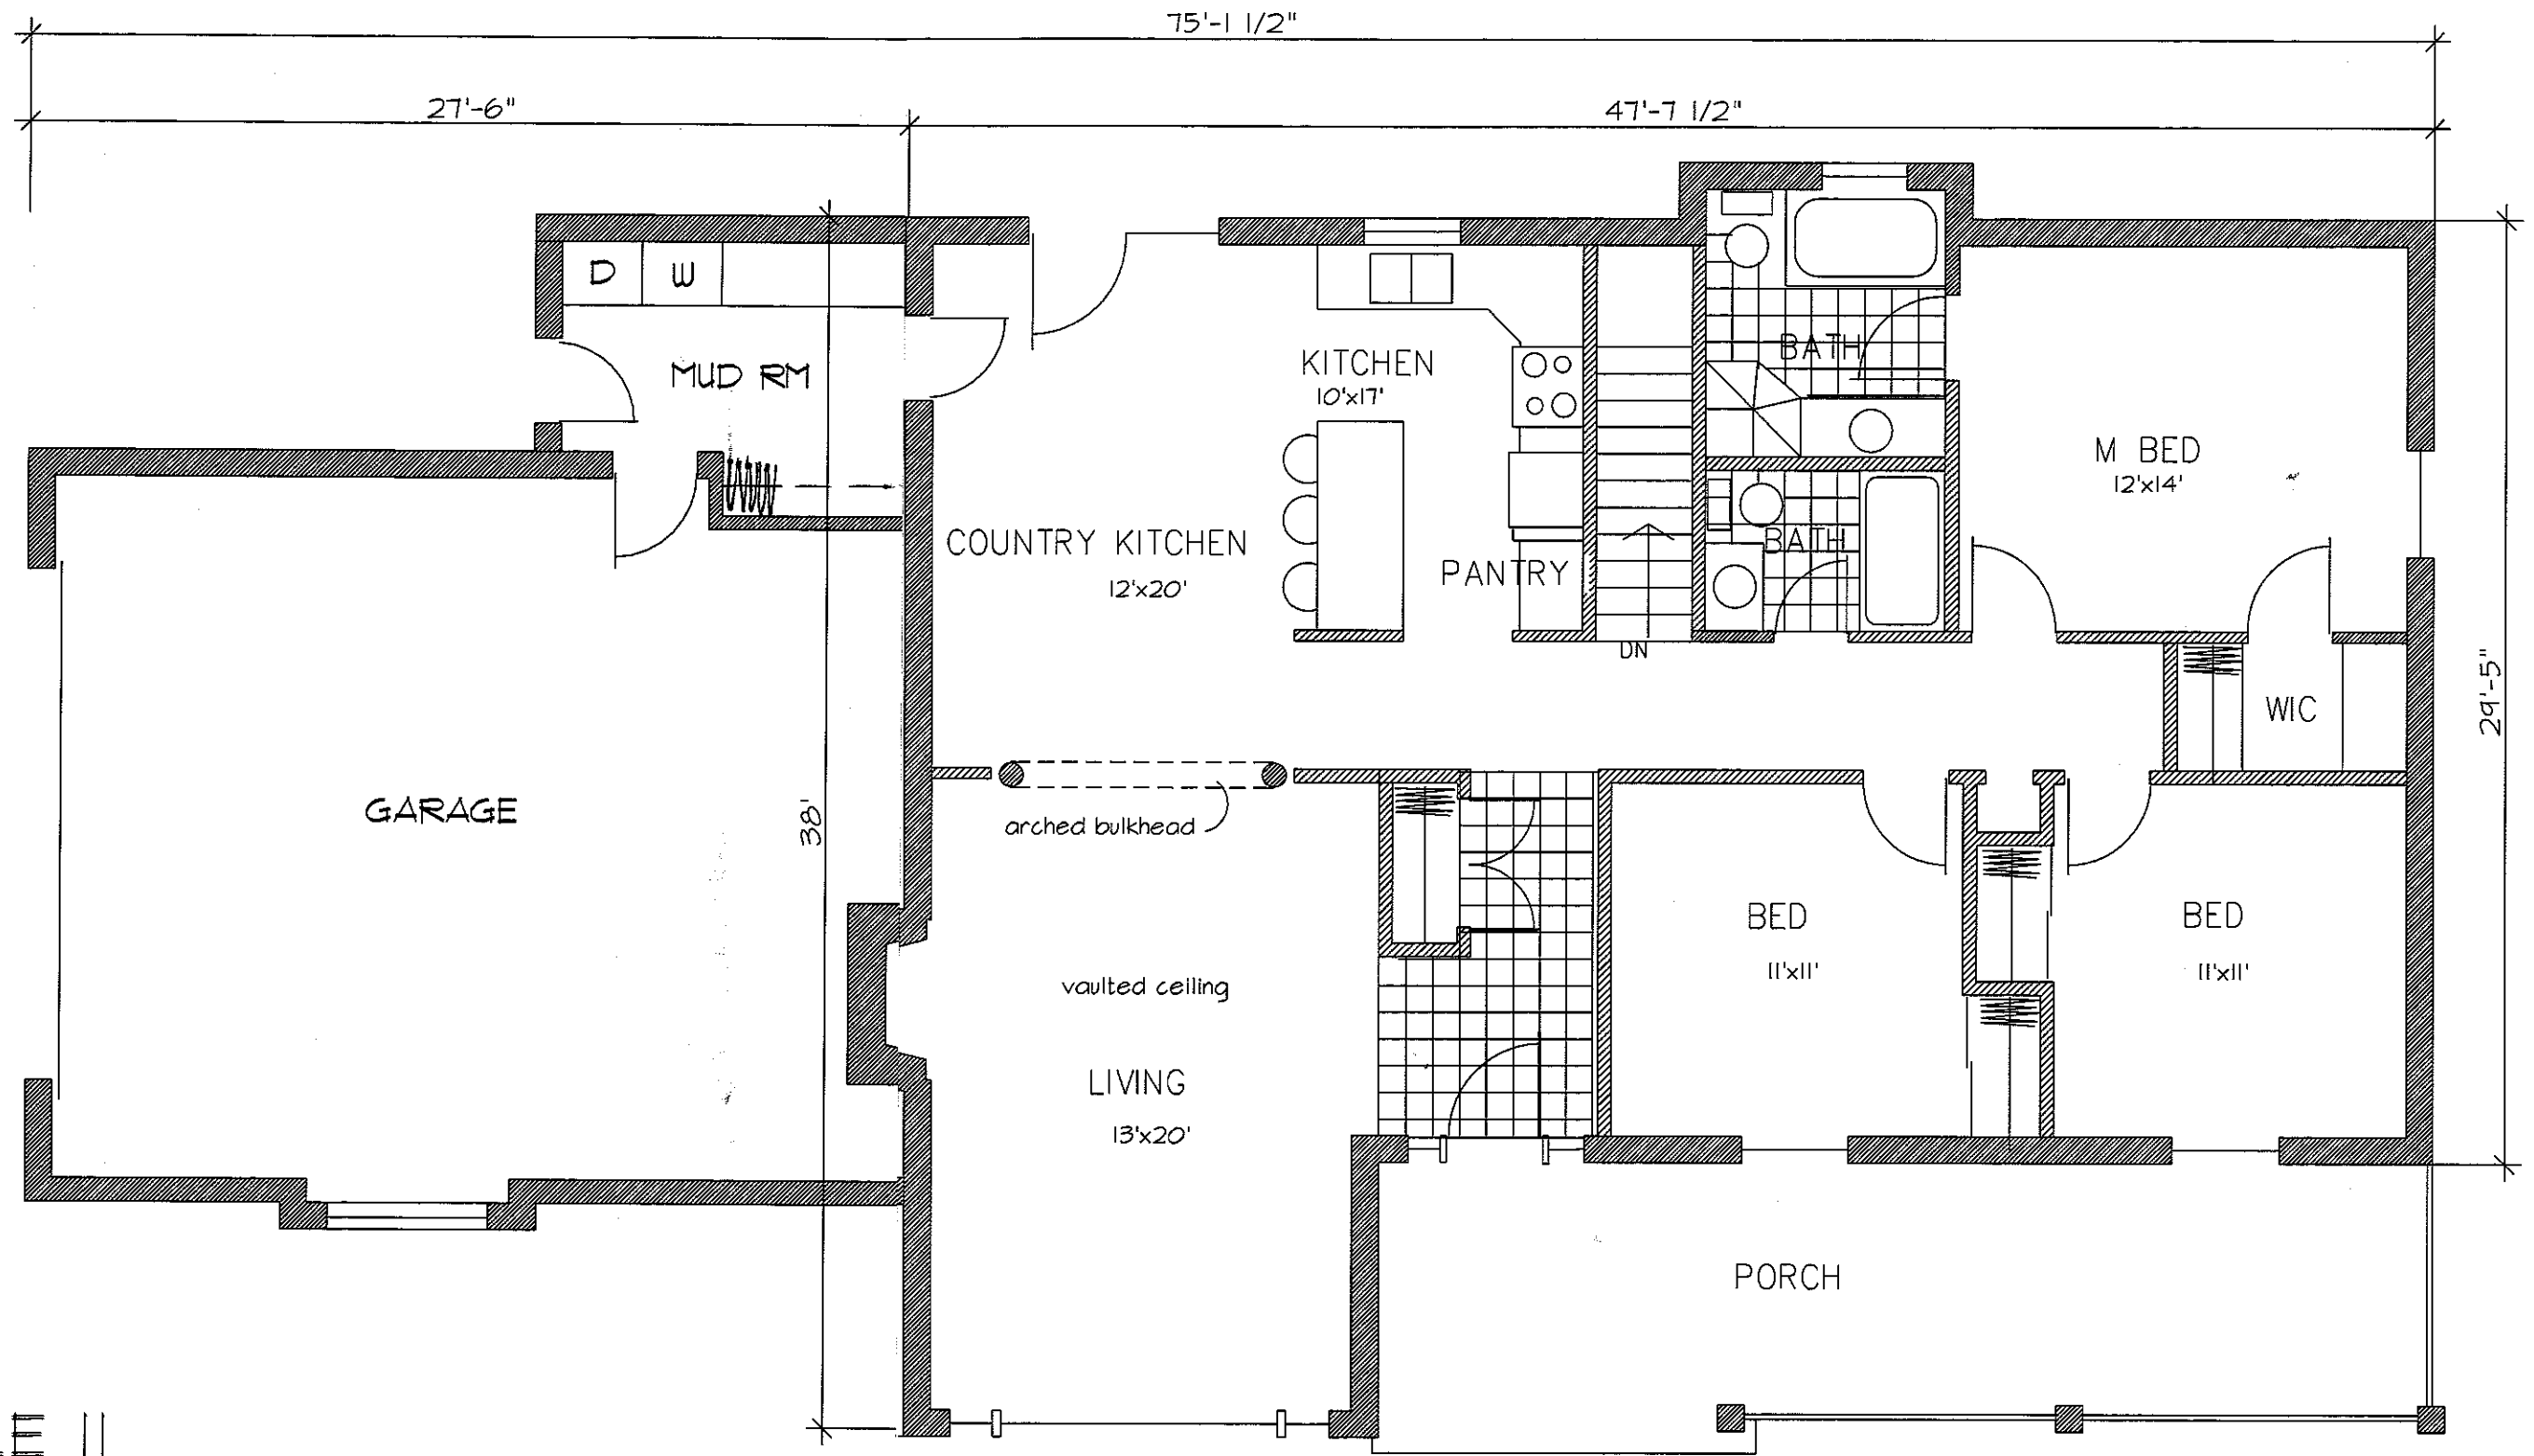 75'-1 1/2"
27'-6"
47'-7 1/2"
D W
MUD RM
KITCHEN
10'x17'
BATH
M BED
12'x14'
COUNTRY KITCHEN
12'x20'
PANTRY
BATH
DN
WIC
29'-5"
GARAGE
38'
arched bulkhead
BED
11'x11'
BED
11'x11'
vaulted ceiling
LIVING
13'x20'
PORCH